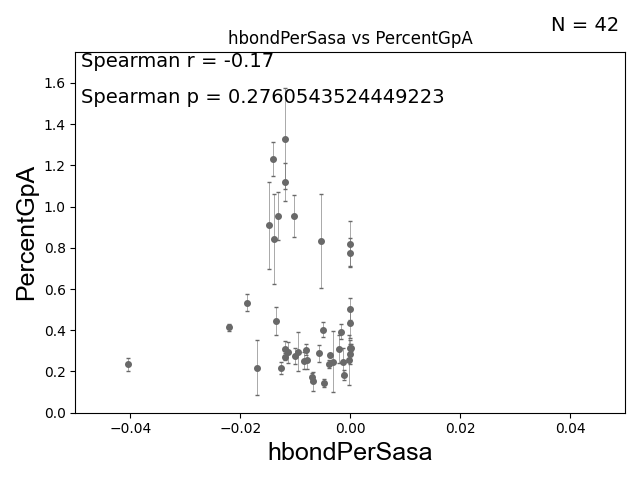 N = 42
hbondPerSasa vs PercentGpA
Spearman r = -0.17
Spearman p = 0.2760543524449223
1.6
1.4
1.2
1.0
0.8
0.6
0.4
0.2
0.0
PercentGpA
−0.04
−0.02
0.00
0.02
0.04
hbondPerSasa